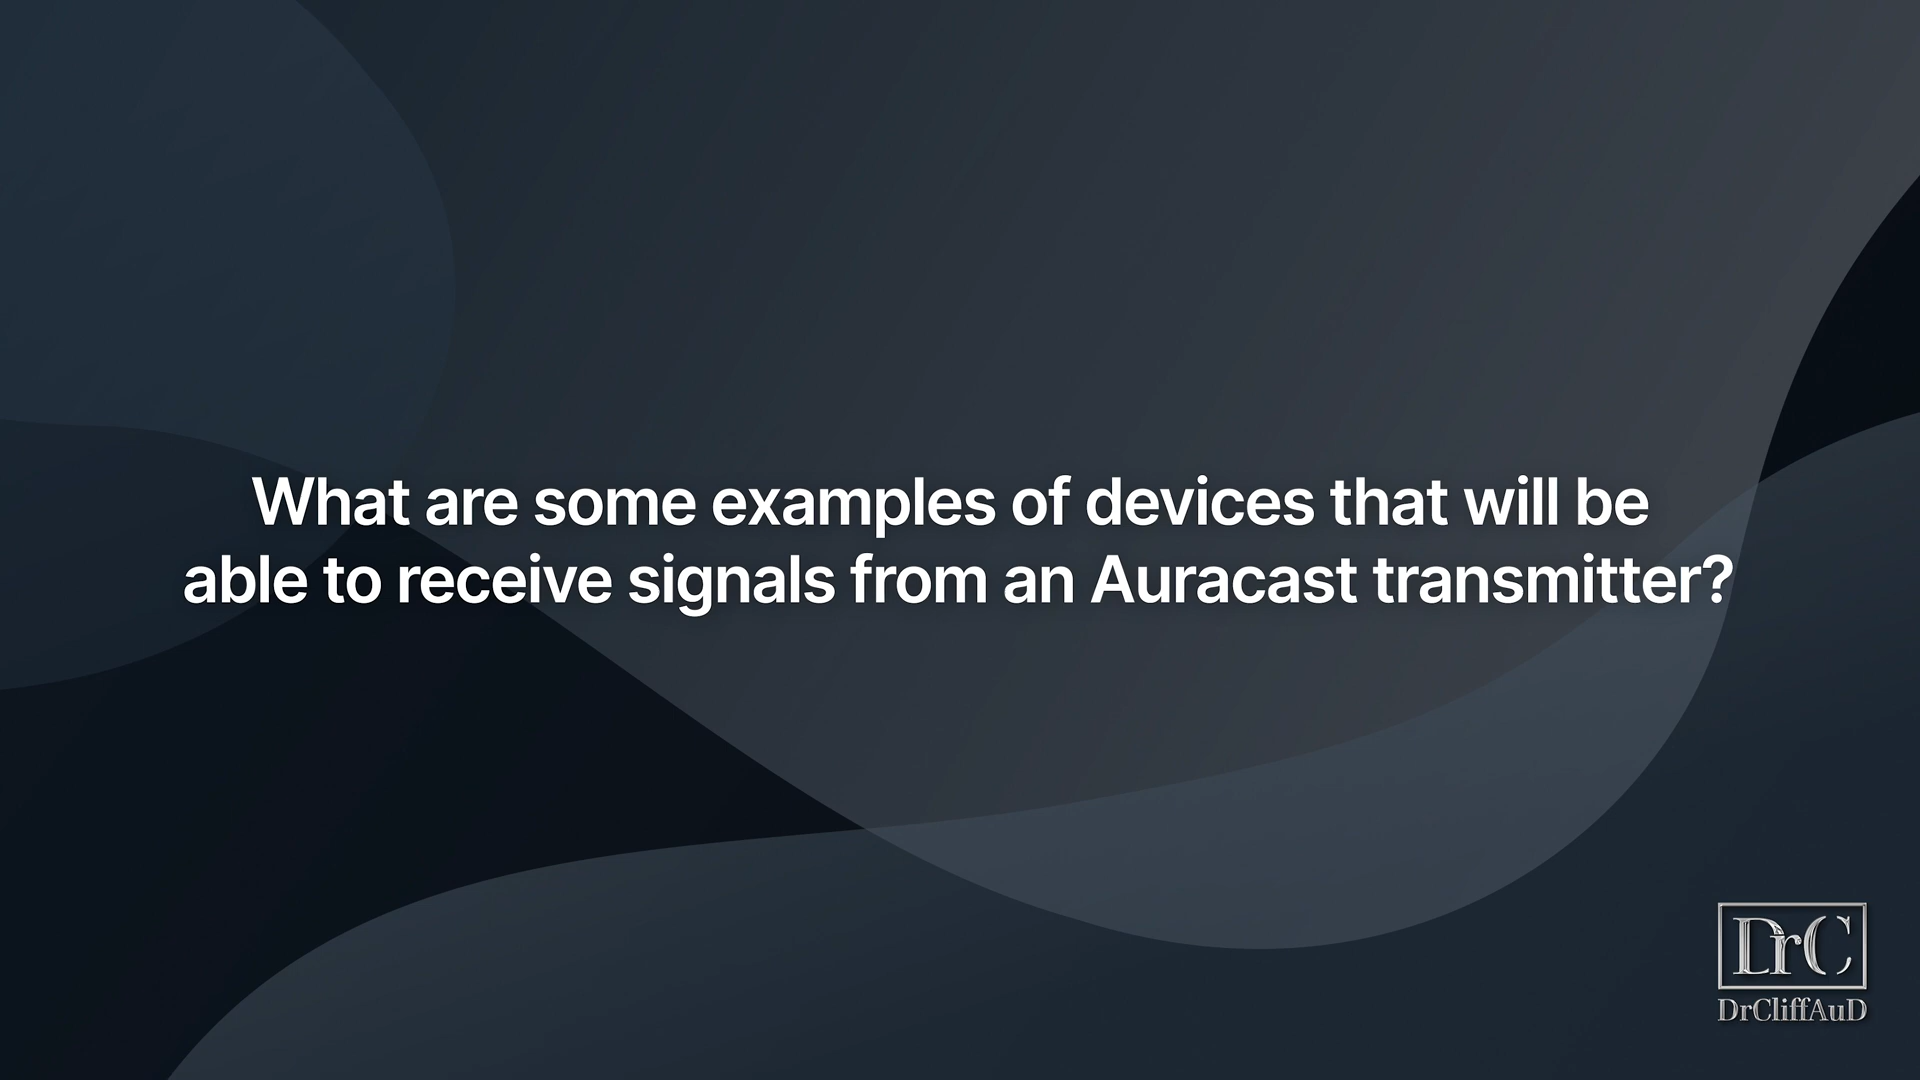 What are some examples of devices that will be
able to receive signals from an Auracast transmitter?
DrC
DrCliffAuD